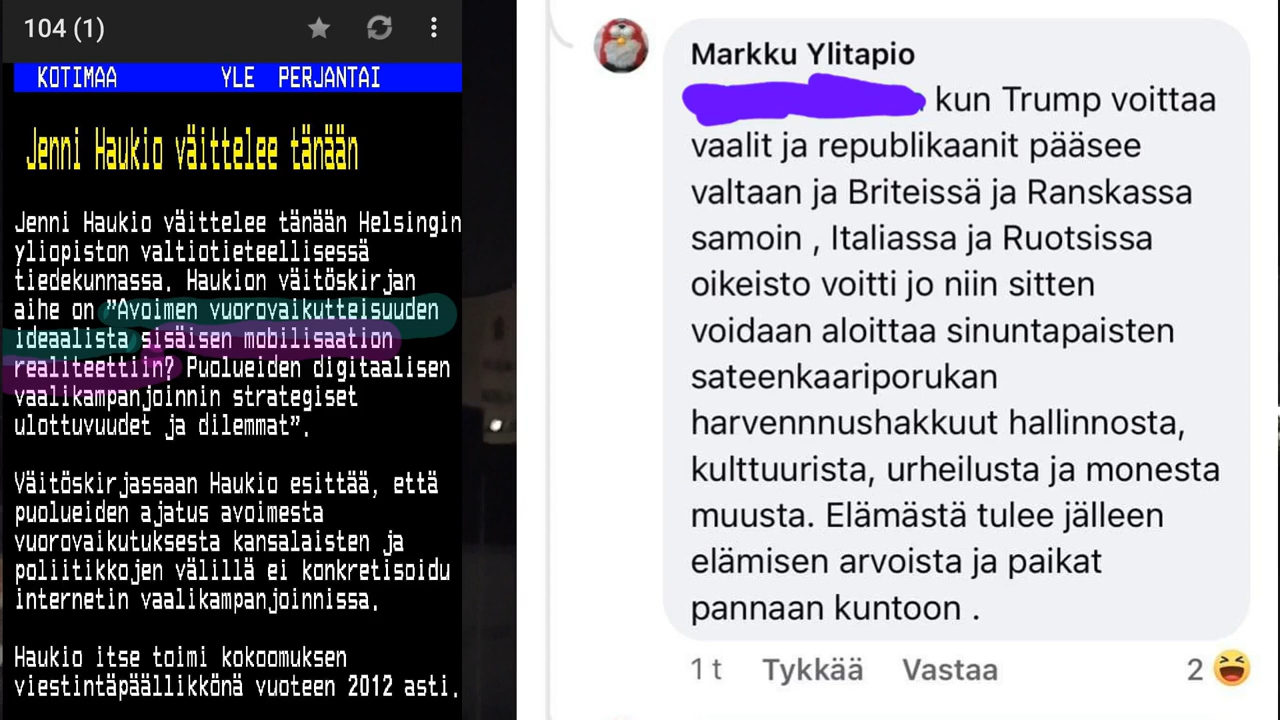 104 (1)
KOTIMAA YLE PERJANTAI
Jenni Haukio väittelee tänään
Jenni Haukio väittelee tänään Helsingin
yliopiston valtiotieteellisessä
tiedekunnassa. Haukion väitöskirjan
aihe on ”Avoimen vuorovaikutteisuuden
ideaalista sisäisen mobilisaation
realiteettiin? Puolueiden digitaalisen
vaalikampanjoinnin strategiset
ulottuvuudet ja dilemmat”.
Väitöskirjassaan Haukio esittää, että
puolueiden ajatus avoimesta
vuorovaikutuksesta kansalaisten ja
poliitikkojen välillä ei konkretisoidu
internetin vaalikampanjoinnissa.
Haukio itse toimi kokoomuksen
viestintäpäällikkönä vuoteen 2012 asti.
Markku Ylitapio
kun Trump voittaa
vaalit ja republikaanit pääsee
valtaan ja Briteissä ja Ranskassa
samoin , Italiassa ja Ruotsissa
oikeisto voitti jo niin sitten
voidaan aloittaa sinuntapaisten
sateenkaariporukan
harvennnushakkuut hallinnosta,
kulttuurista, urheilusta ja monesta
muusta. Elämästä tulee jälleen
elämisen arvoista ja paikat
pannaan kuntoon .
1 t Tykkää Vastaa 2